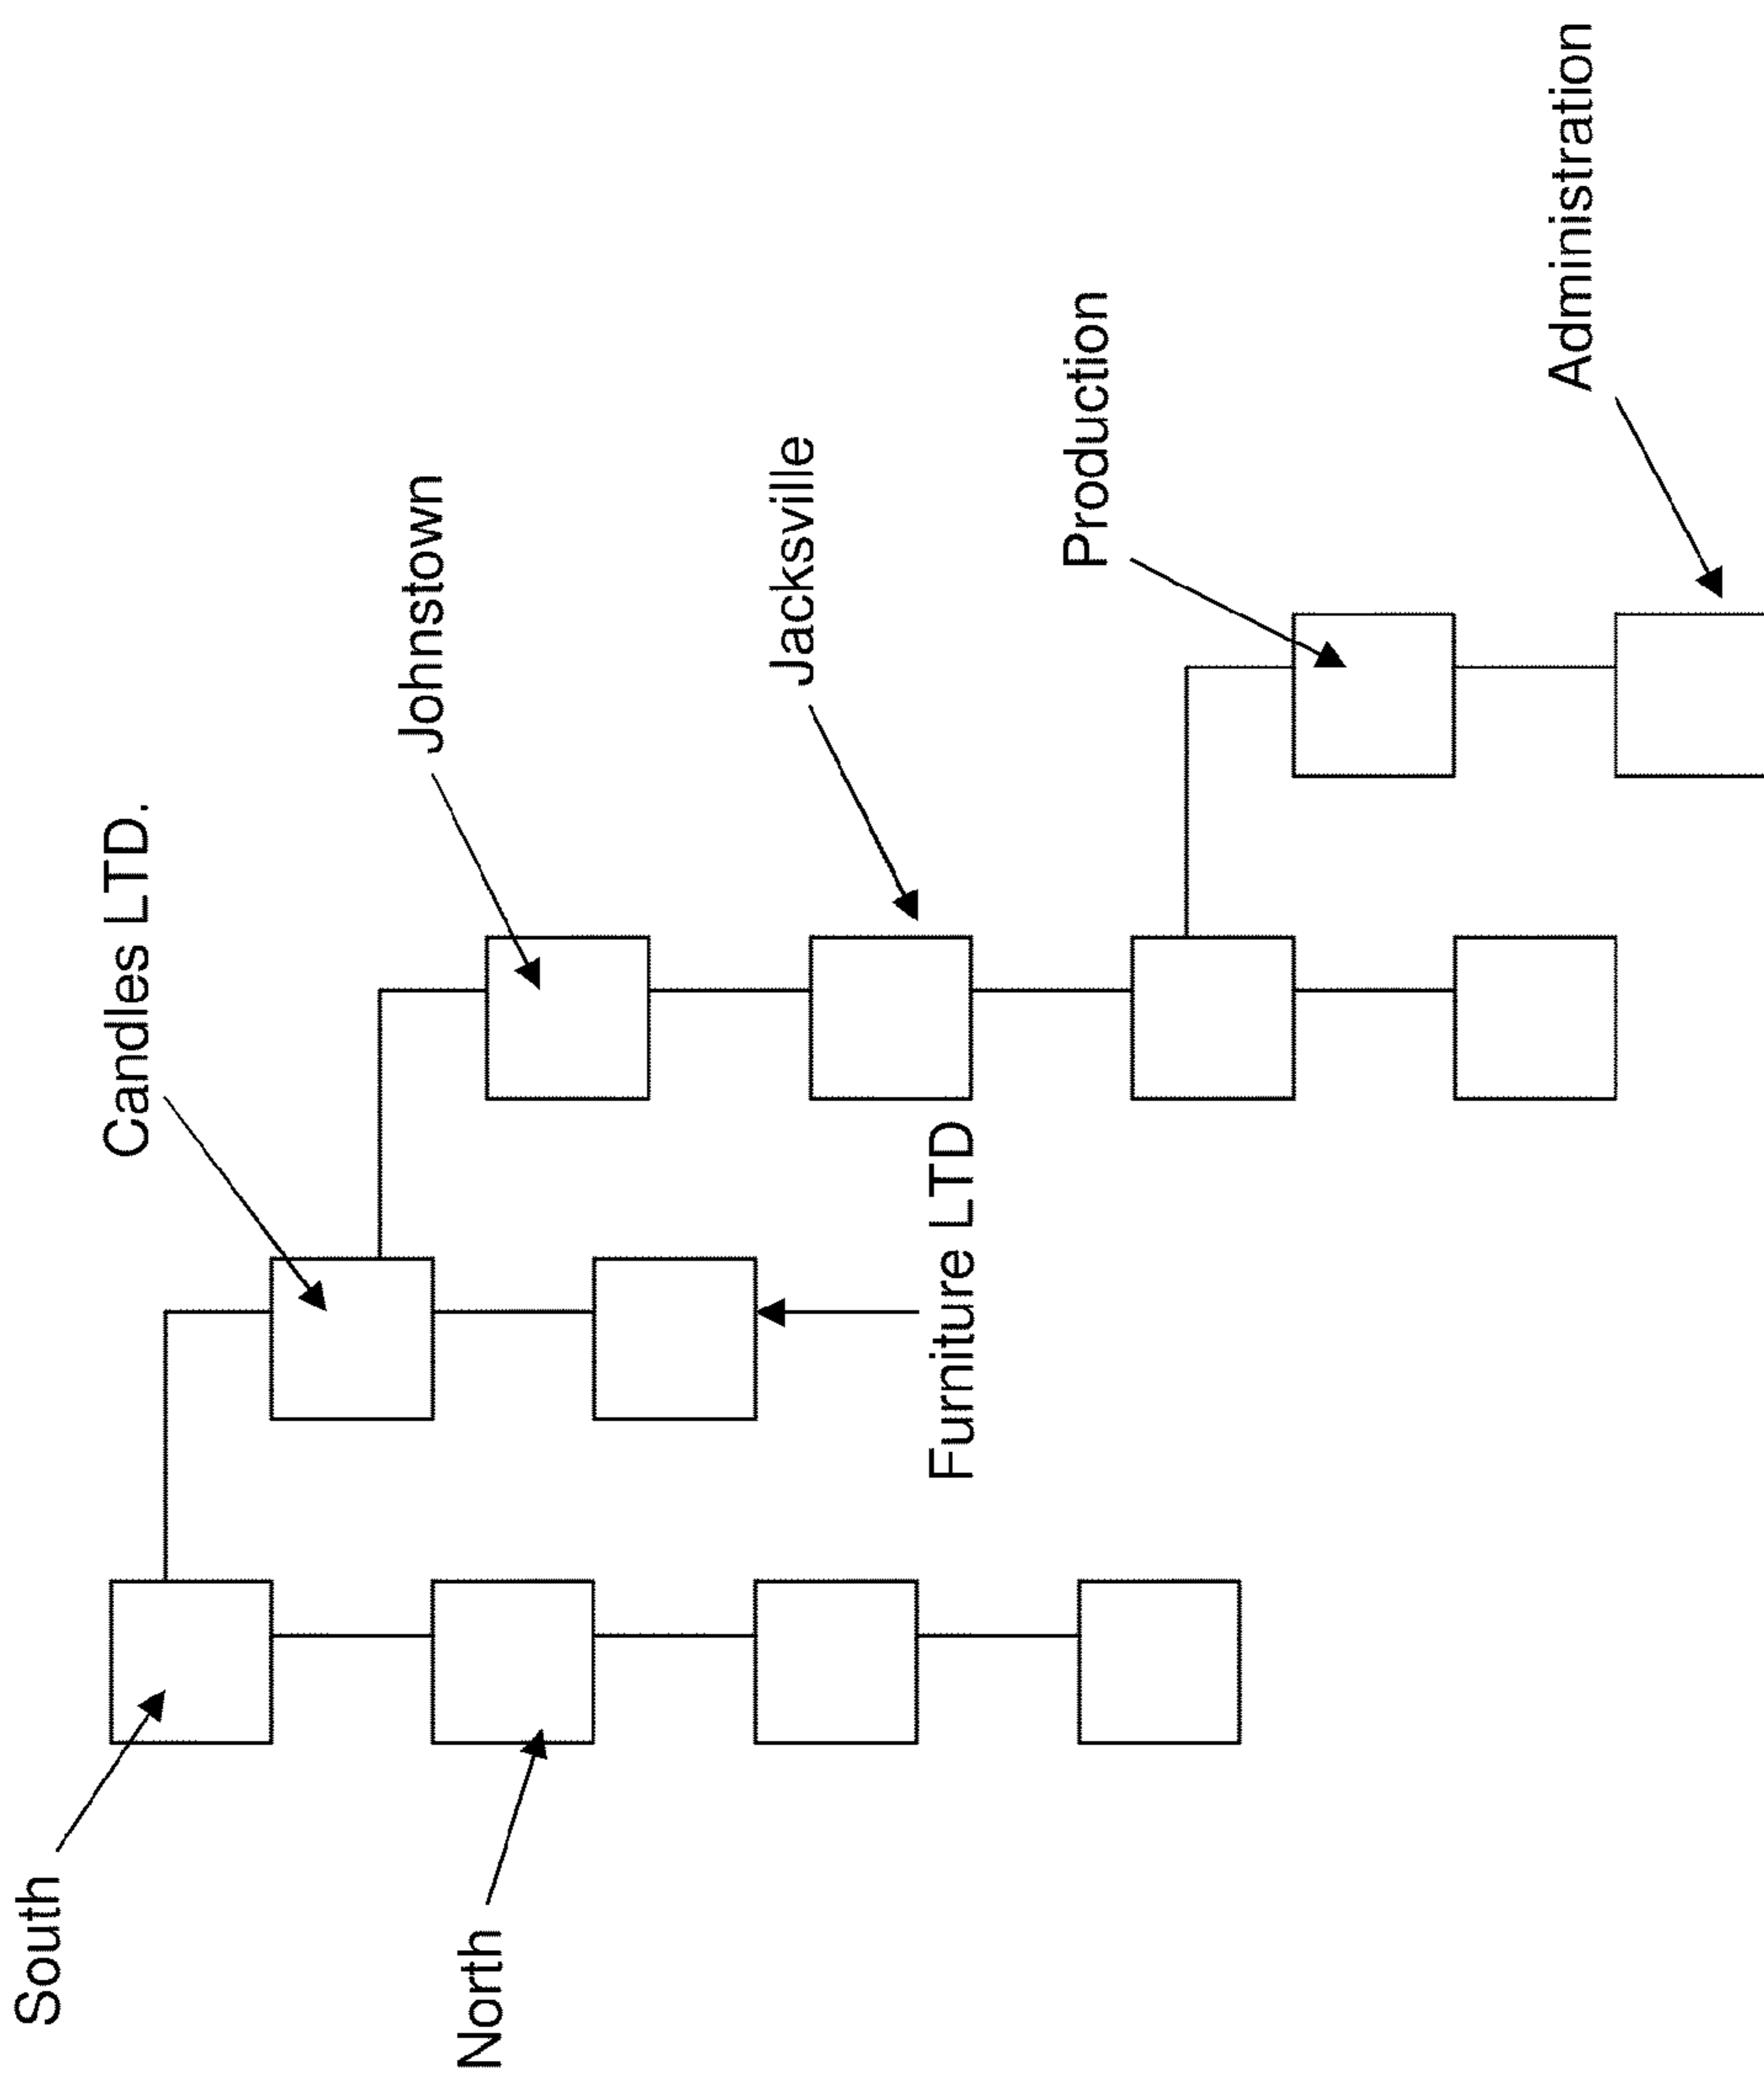 South
North
Candles LTD.
Furniture LTD
Johnstown
Jacksville
Production
Administration